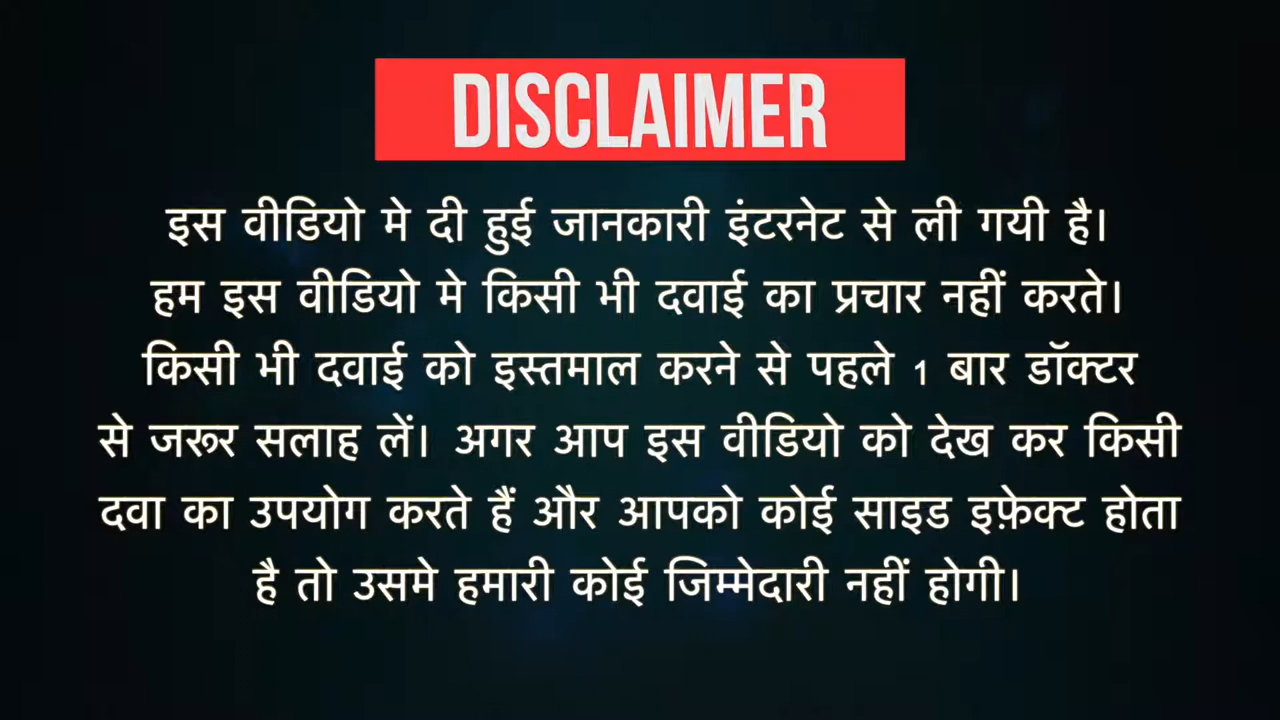 DISCLAIMER
इस वीडियो मे दी हुई जानकारी इंटरनेट से ली गयी है।
हम इस वीडियो मे किसी भी दवाई का प्रचार नहीं करते।
किसी भी दवाई को इस्तमाल करने से पहले 1 बार डॉक्टर
से जरूर सलाह लें। अगर आप इस वीडियो को देख कर किसी
दवा का उपयोग करते हैं और आपको कोई साइड इफ़ेक्ट होता
है तो उसमे हमारी कोई जिम्मेदारी नहीं होगी।